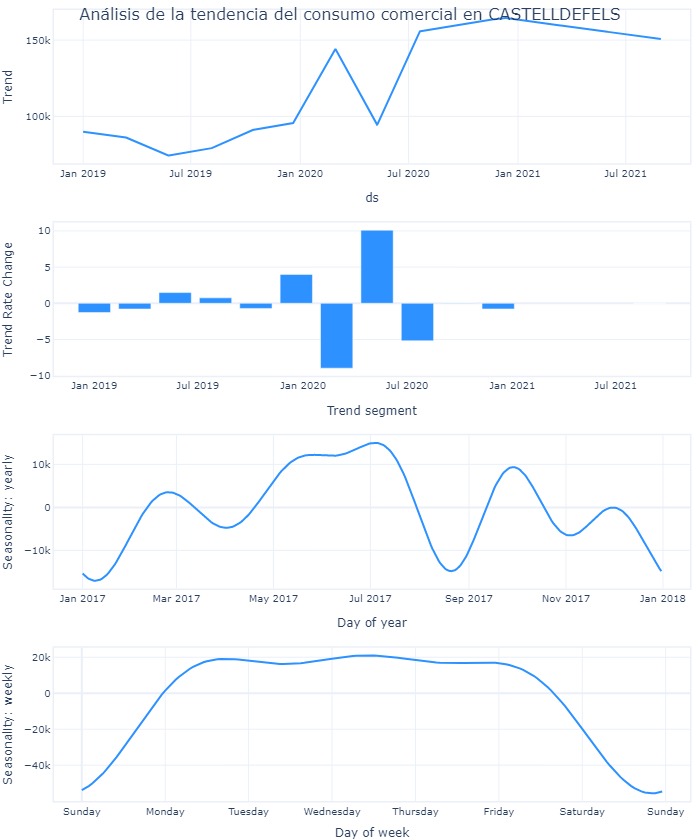 Análisis de la tendencia del consumo comercial en CASTELLDEFELS
150k
100k
Trend
Jan 2019 Jul 2019 Jan 2020 Jul 2020 Jan 2021 Jul 2021
ds
10
5
0
−5
−10
Trend Rate Change
Jan 2019 Jul 2019 Jan 2020 Jul 2020 Jan 2021 Jul 2021
Trend segment
10k
0
−10k
Seasonality: yearly
Jan 2017 Mar 2017 May 2017 Jul 2017 Sep 2017 Nov 2017 Jan 2018
Day of year
20k
0
−20k
−40k
Seasonality: weekly
Sunday Monday Tuesday Wednesday Thursday Friday Saturday Sunday
Day of week